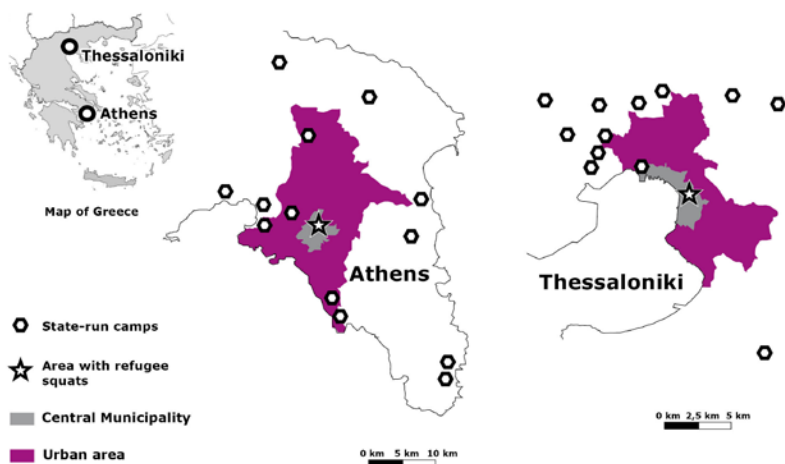 Thessaloniki
Athens
Map of Greece
Athens
Thessaloniki
State-run camps
Area with refugee
squats
Central Municipality
Urban area
0 km 5 km 10 km
0 km 2,5 km 5 km